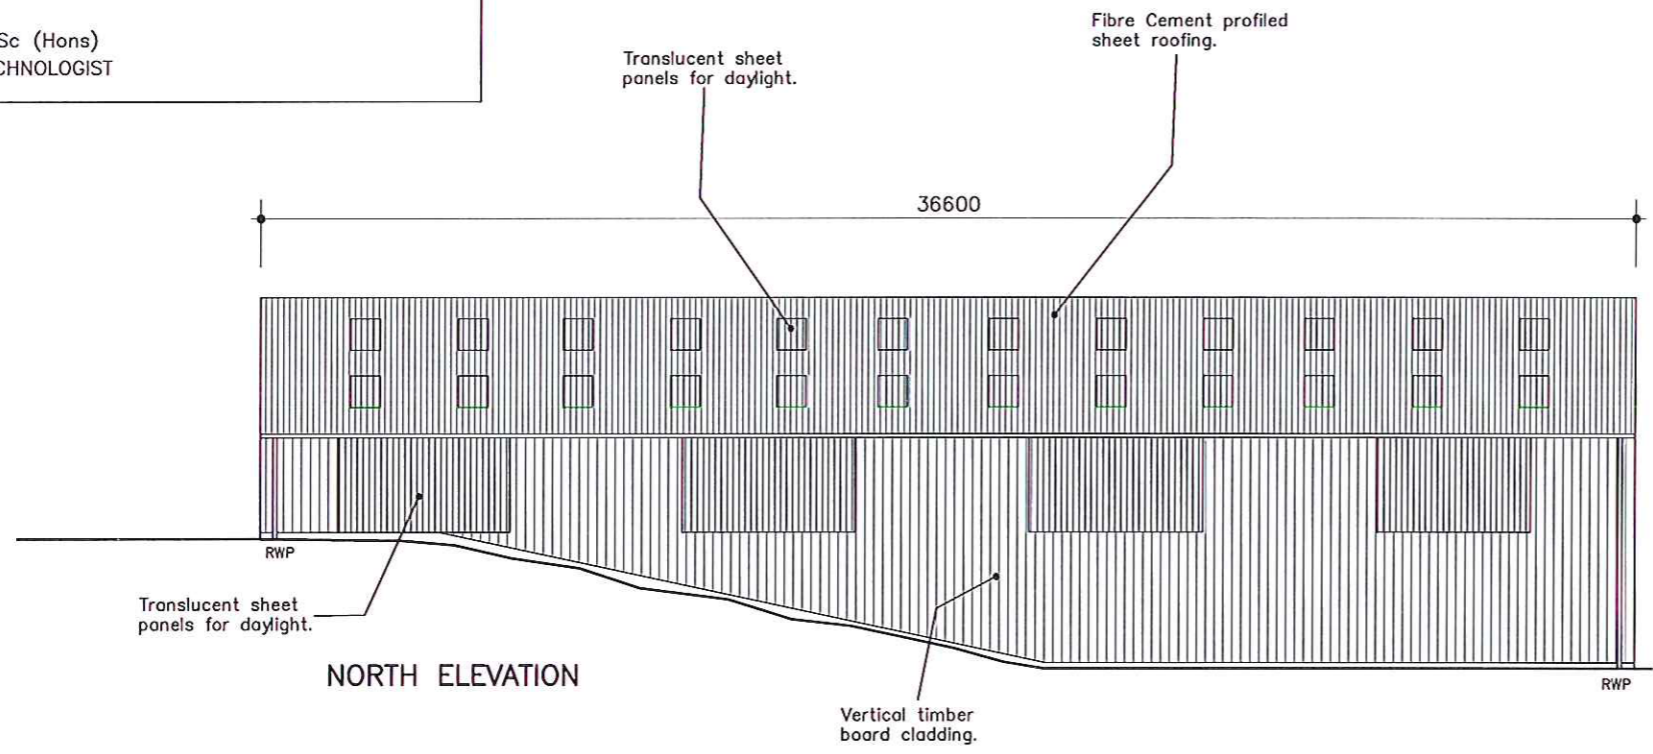 Sc (Hons)
CHNOLOGIST
Translucent sheet
panels for daylight.
Fibre Cement profiled
sheet roofing.
36600
RWP
Translucent sheet
panels for daylight.
NORTH ELEVATION
Vertical timber
board cladding.
RWP